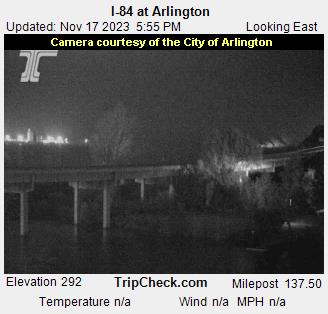 I-84 at Arlington
Updated: Nov 17 2023 5:55 PM Looking East
Camera courtesy of the City of Arlington
Elevation 292 TripCheck.com Milepost 137.50
Temperature n/a Wind n/a MPH n/a